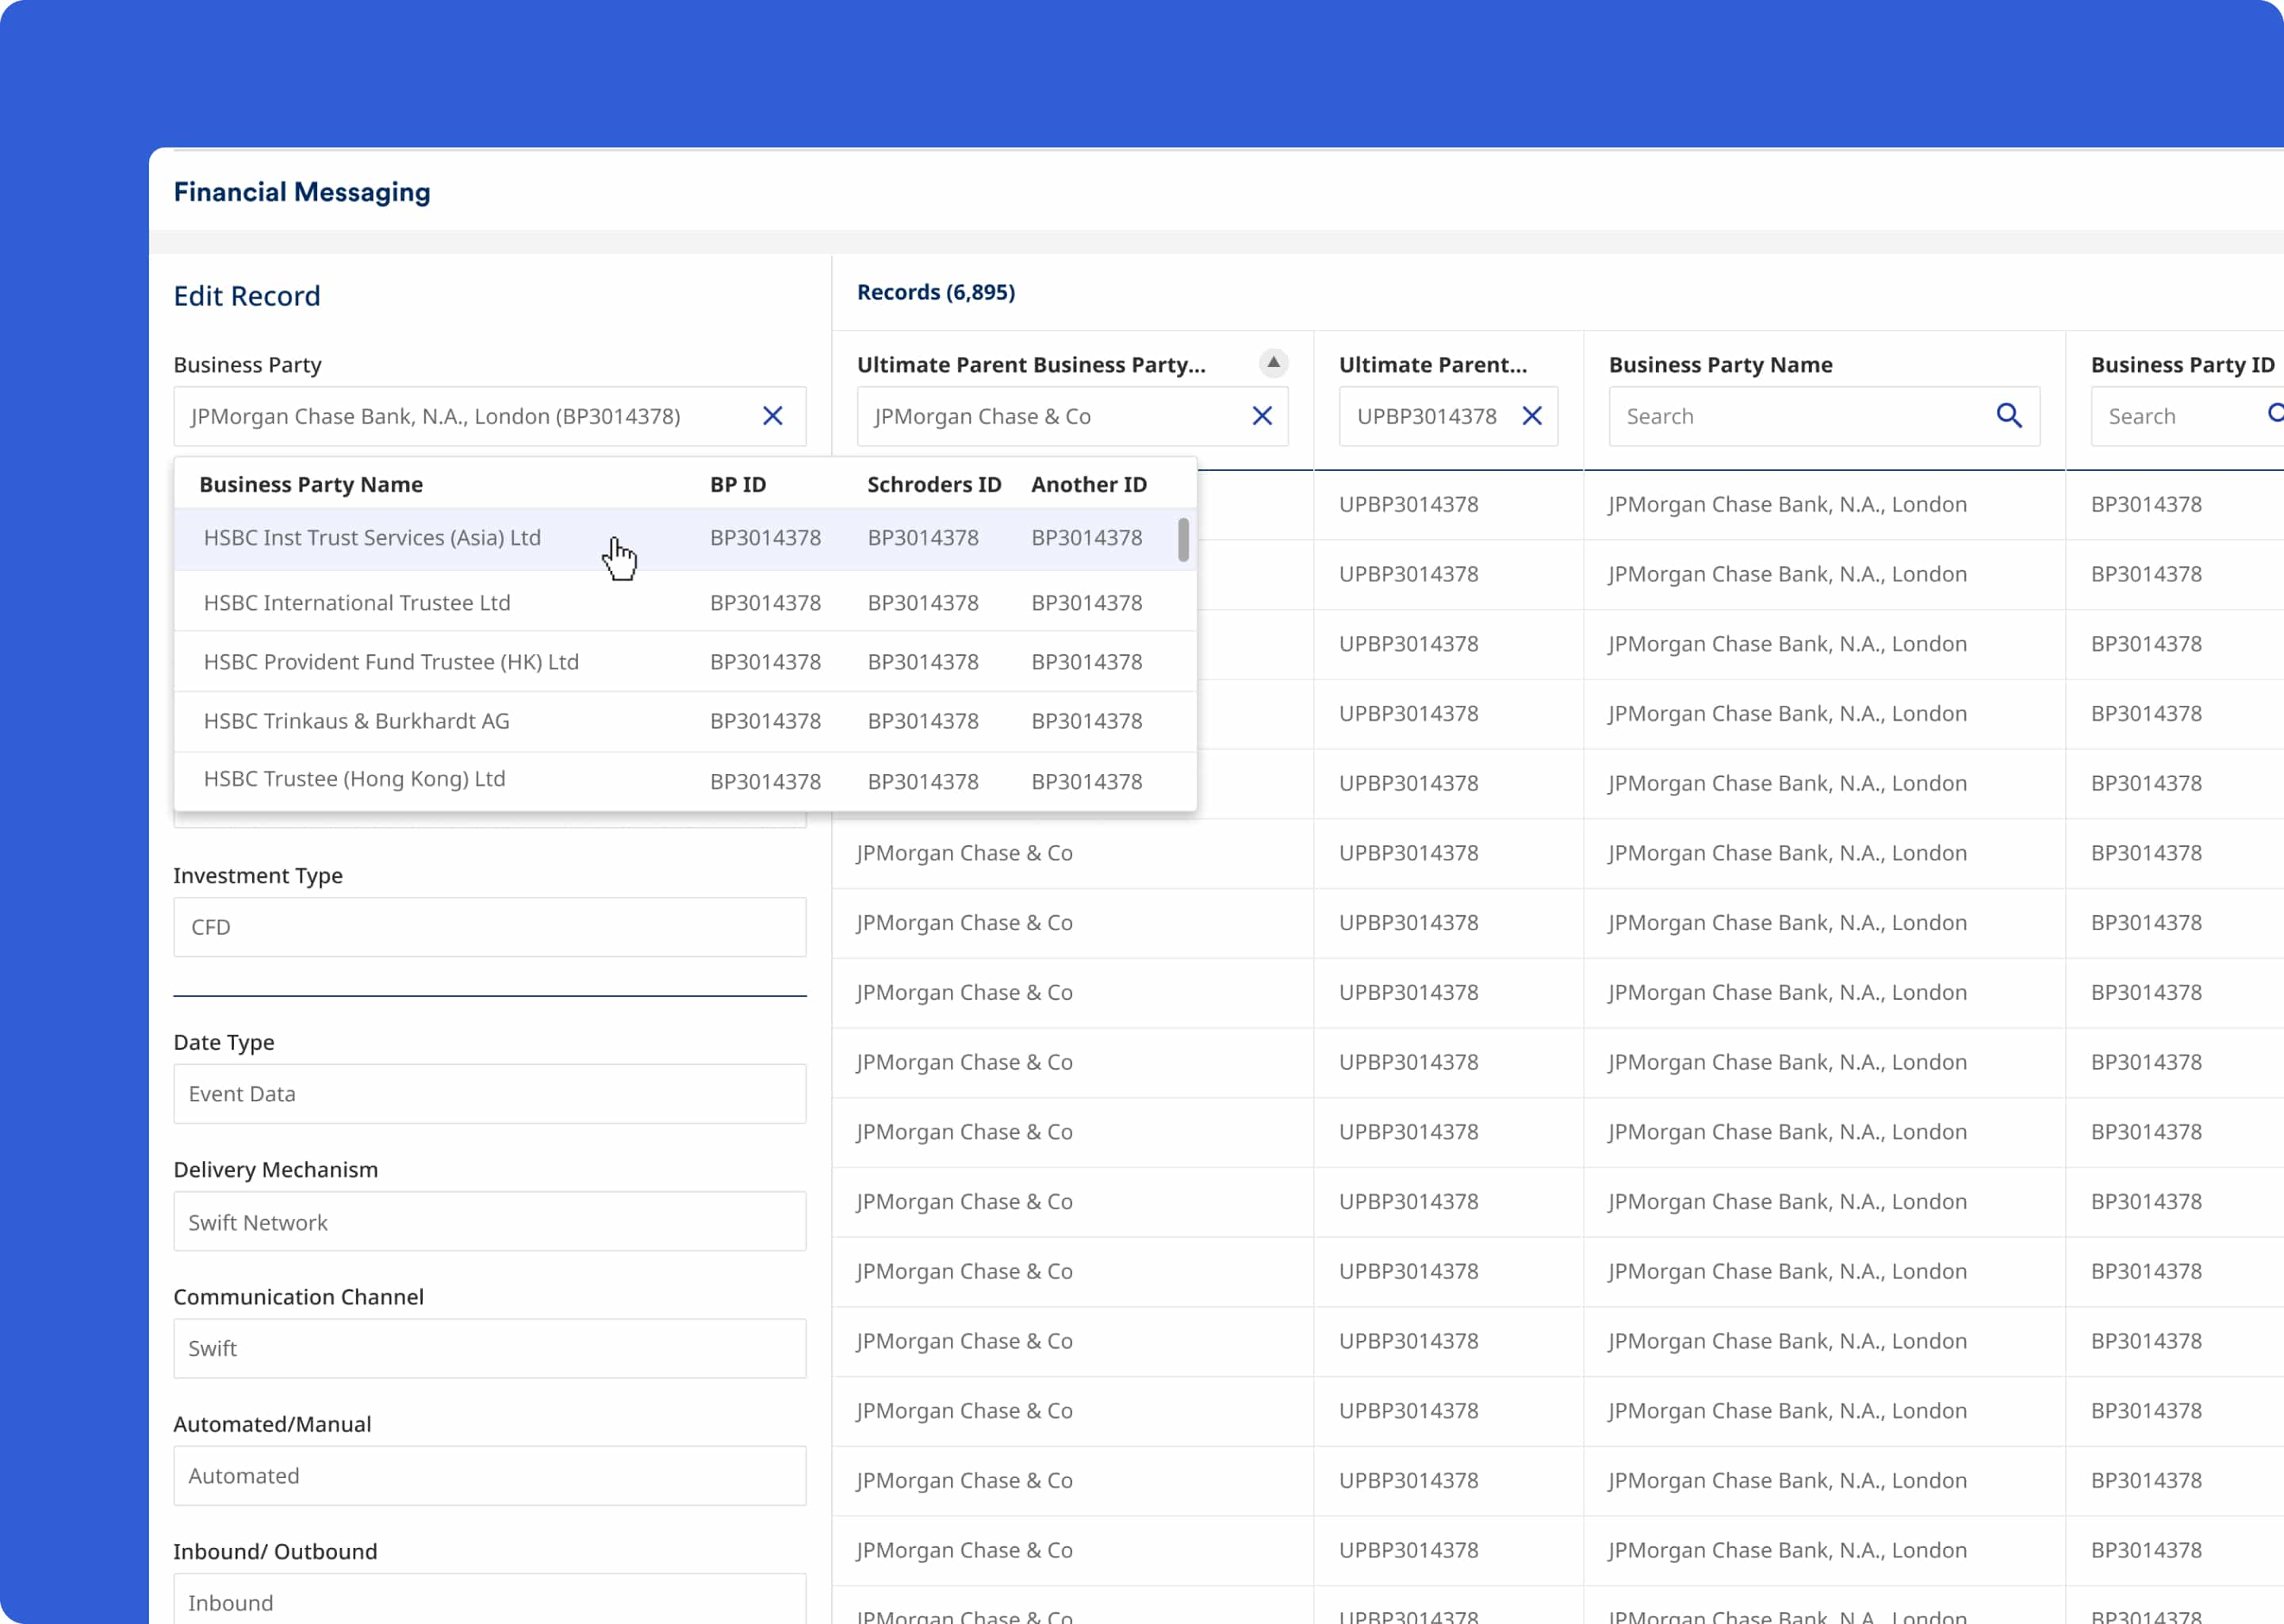 Financial Messaging
Edit Record
Business Party
JPMorgan Chase Bank, N.A., London (BP3014378)
Business Party Name BP ID Schroders ID Another ID
HSBC Inst Trust Services (Asia) Ltd BP3014378 BP3014378 BP3014378
HSBC International Trustee Ltd BP3014378 BP3014378 BP3014378
HSBC Provident Fund Trustee (HK) Ltd BP3014378 BP3014378 BP3014378
HSBC Trinkaus & Burkhardt AG BP3014378 BP3014378 BP3014378
HSBC Trustee (Hong Kong) Ltd BP3014378 BP3014378 BP3014378
Investment Type
CFD
Date Type
Event Data
Delivery Mechanism
Swift Network
Communication Channel
Swift
Automated/Manual
Automated
Inbound/ Outbound
Inbound
Records (6,895)
Ultimate Parent Business Party... Ultimate Parent... Business Party Name Business Party ID
JPMorgan Chase & Co UPBP3014378 Search Search
UPBP3014378 JPMorgan Chase Bank, N.A., London BP3014378
UPBP3014378 JPMorgan Chase Bank, N.A., London BP3014378
UPBP3014378 JPMorgan Chase Bank, N.A., London BP3014378
UPBP3014378 JPMorgan Chase Bank, N.A., London BP3014378
UPBP3014378 JPMorgan Chase Bank, N.A., London BP3014378
JPMorgan Chase & Co UPBP3014378 JPMorgan Chase Bank, N.A., London BP3014378
JPMorgan Chase & Co UPBP3014378 JPMorgan Chase Bank, N.A., London BP3014378
JPMorgan Chase & Co UPBP3014378 JPMorgan Chase Bank, N.A., London BP3014378
JPMorgan Chase & Co UPBP3014378 JPMorgan Chase Bank, N.A., London BP3014378
JPMorgan Chase & Co UPBP3014378 JPMorgan Chase Bank, N.A., London BP3014378
JPMorgan Chase & Co UPBP3014378 JPMorgan Chase Bank, N.A., London BP3014378
JPMorgan Chase & Co UPBP3014378 JPMorgan Chase Bank, N.A., London BP3014378
JPMorgan Chase & Co UPBP3014378 JPMorgan Chase Bank, N.A., London BP3014378
JPMorgan Chase & Co UPBP3014378 JPMorgan Chase Bank, N.A., London BP3014378
JPMorgan Chase & Co UPBP3014378 JPMorgan Chase Bank, N.A., London BP3014378
JPMorgan Chase & Co UPBP3014378 JPMorgan Chase Bank, N.A., London BP3014378
JPMorgan Chase & Co UPBP3014378 JPMorgan Chase Bank, N.A., London BP3014378